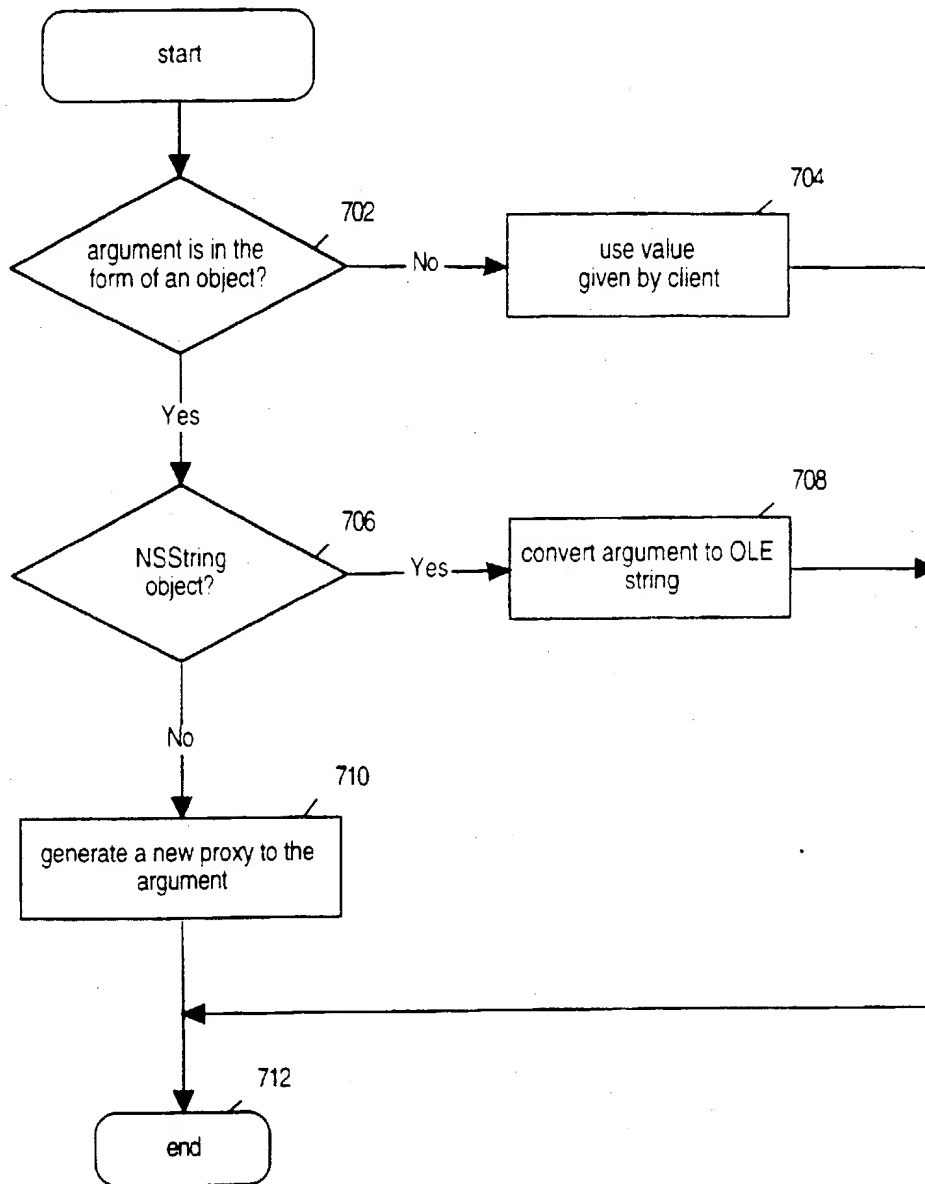 start
702
argument is in the
form of an object?
No
704
use value
given by client
Yes
706
NSString
object?
Yes
708
convert argument to OLE
string
No
710
generate a new proxy to the
argument
712
end